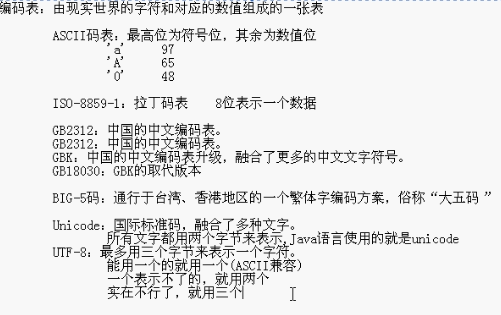 编码表：由现实世界的字符和对应的数值组成的一张表
ASCII码表：最高位为符号位，其余为数值位
'a' 97
'A' 65
'0' 48
ISO-8859-1：拉丁码表 8位表示一个数据
GB2312：中国的中文编码表。
GB2312：中国的中文编码表。
GBK：中国的中文编码表升级，融合了更多的中文文字符号。
GB18030：GBK的取代版本
BIG-5码：通行于台湾、香港地区的一个繁体字编码方案，俗称“大五码 ”
Unicode：国际标准码，融合了多种文字。
所有文字都用两个字节来表示,Java语言使用的就是unicode
UTF-8：最多用三个字节来表示一个字符。
能用一个的就用一个(ASCII兼容)
一个表示不了的，就用两个
实在不行了，就用三个